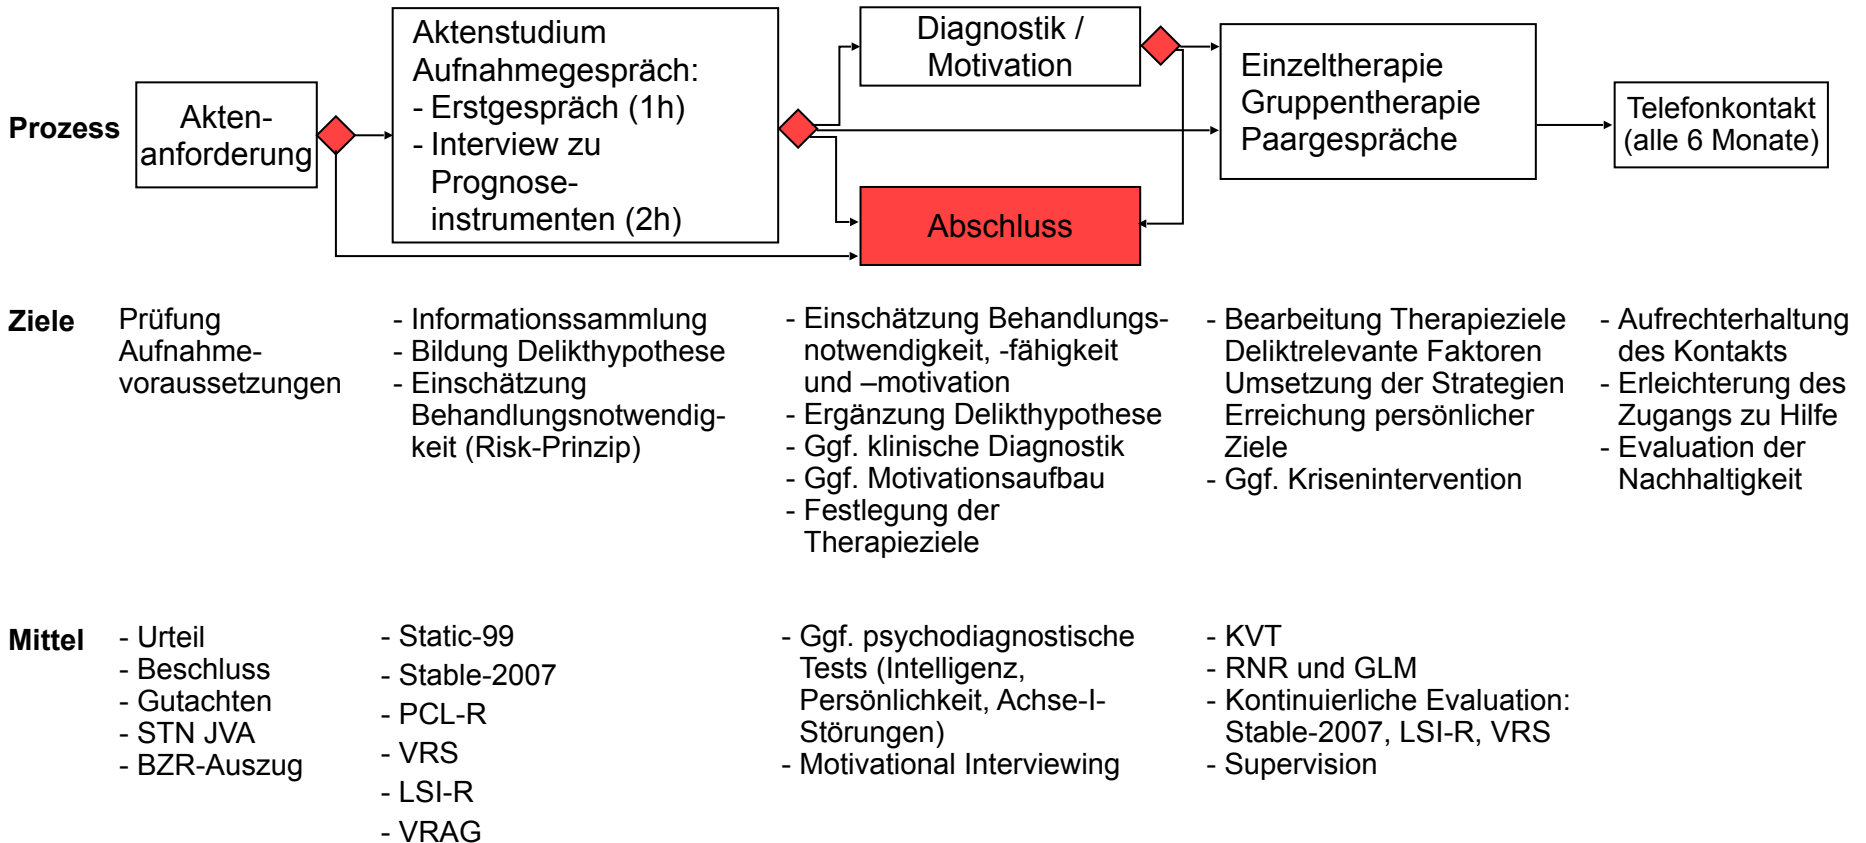 Prozess
Akten-
anforderung
Aktenstudium
Aufnahmegespräch:
- Erstgespräch (1h)
- Interview zu
Prognose-
instrumenten (2h)
Diagnostik /
Motivation
Abschluss
Einzeltherapie
Gruppentherapie
Paargespräche
Telefonkontakt
(alle 6 Monate)
Ziele
Prüfung
Aufnahme-
voraussetzungen
- Informationssammlung
- Bildung Delikthypothese
- Einschätzung
Behandlungsnotwendig-
keit (Risk-Prinzip)
- Einschätzung Behandlungs-
notwendigkeit, -fähigkeit
und –motivation
- Ergänzung Delikthypothese
- Ggf. klinische Diagnostik
- Ggf. Motivationsaufbau
- Festlegung der
Therapieziele
- Bearbeitung Therapieziele
Deliktrelevante Faktoren
Umsetzung der Strategien
Erreichung persönlicher
Ziele
- Ggf. Krisenintervention
- Aufrechterhaltung
des Kontakts
- Erleichterung des
Zugangs zu Hilfe
- Evaluation der
Nachhaltigkeit
Mittel
- Urteil
- Beschluss
- Gutachten
- STN JVA
- BZR-Auszug
- Static-99
- Stable-2007
- PCL-R
- VRS
- LSI-R
- VRAG
- Ggf. psychodiagnostische
Tests (Intelligenz,
Persönlichkeit, Achse-I-
Störungen)
- Motivational Interviewing
- KVT
- RNR und GLM
- Kontinuierliche Evaluation:
Stable-2007, LSI-R, VRS
- Supervision